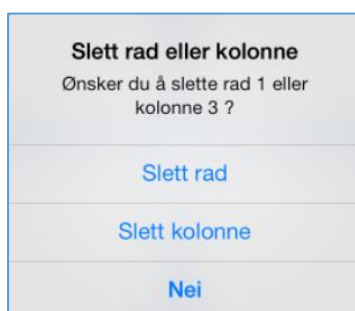 Slett rad eller kolonne
Ønsker du å slette rad 1 eller
kolonne 3 ?
Slett rad
Slett kolonne
Nei